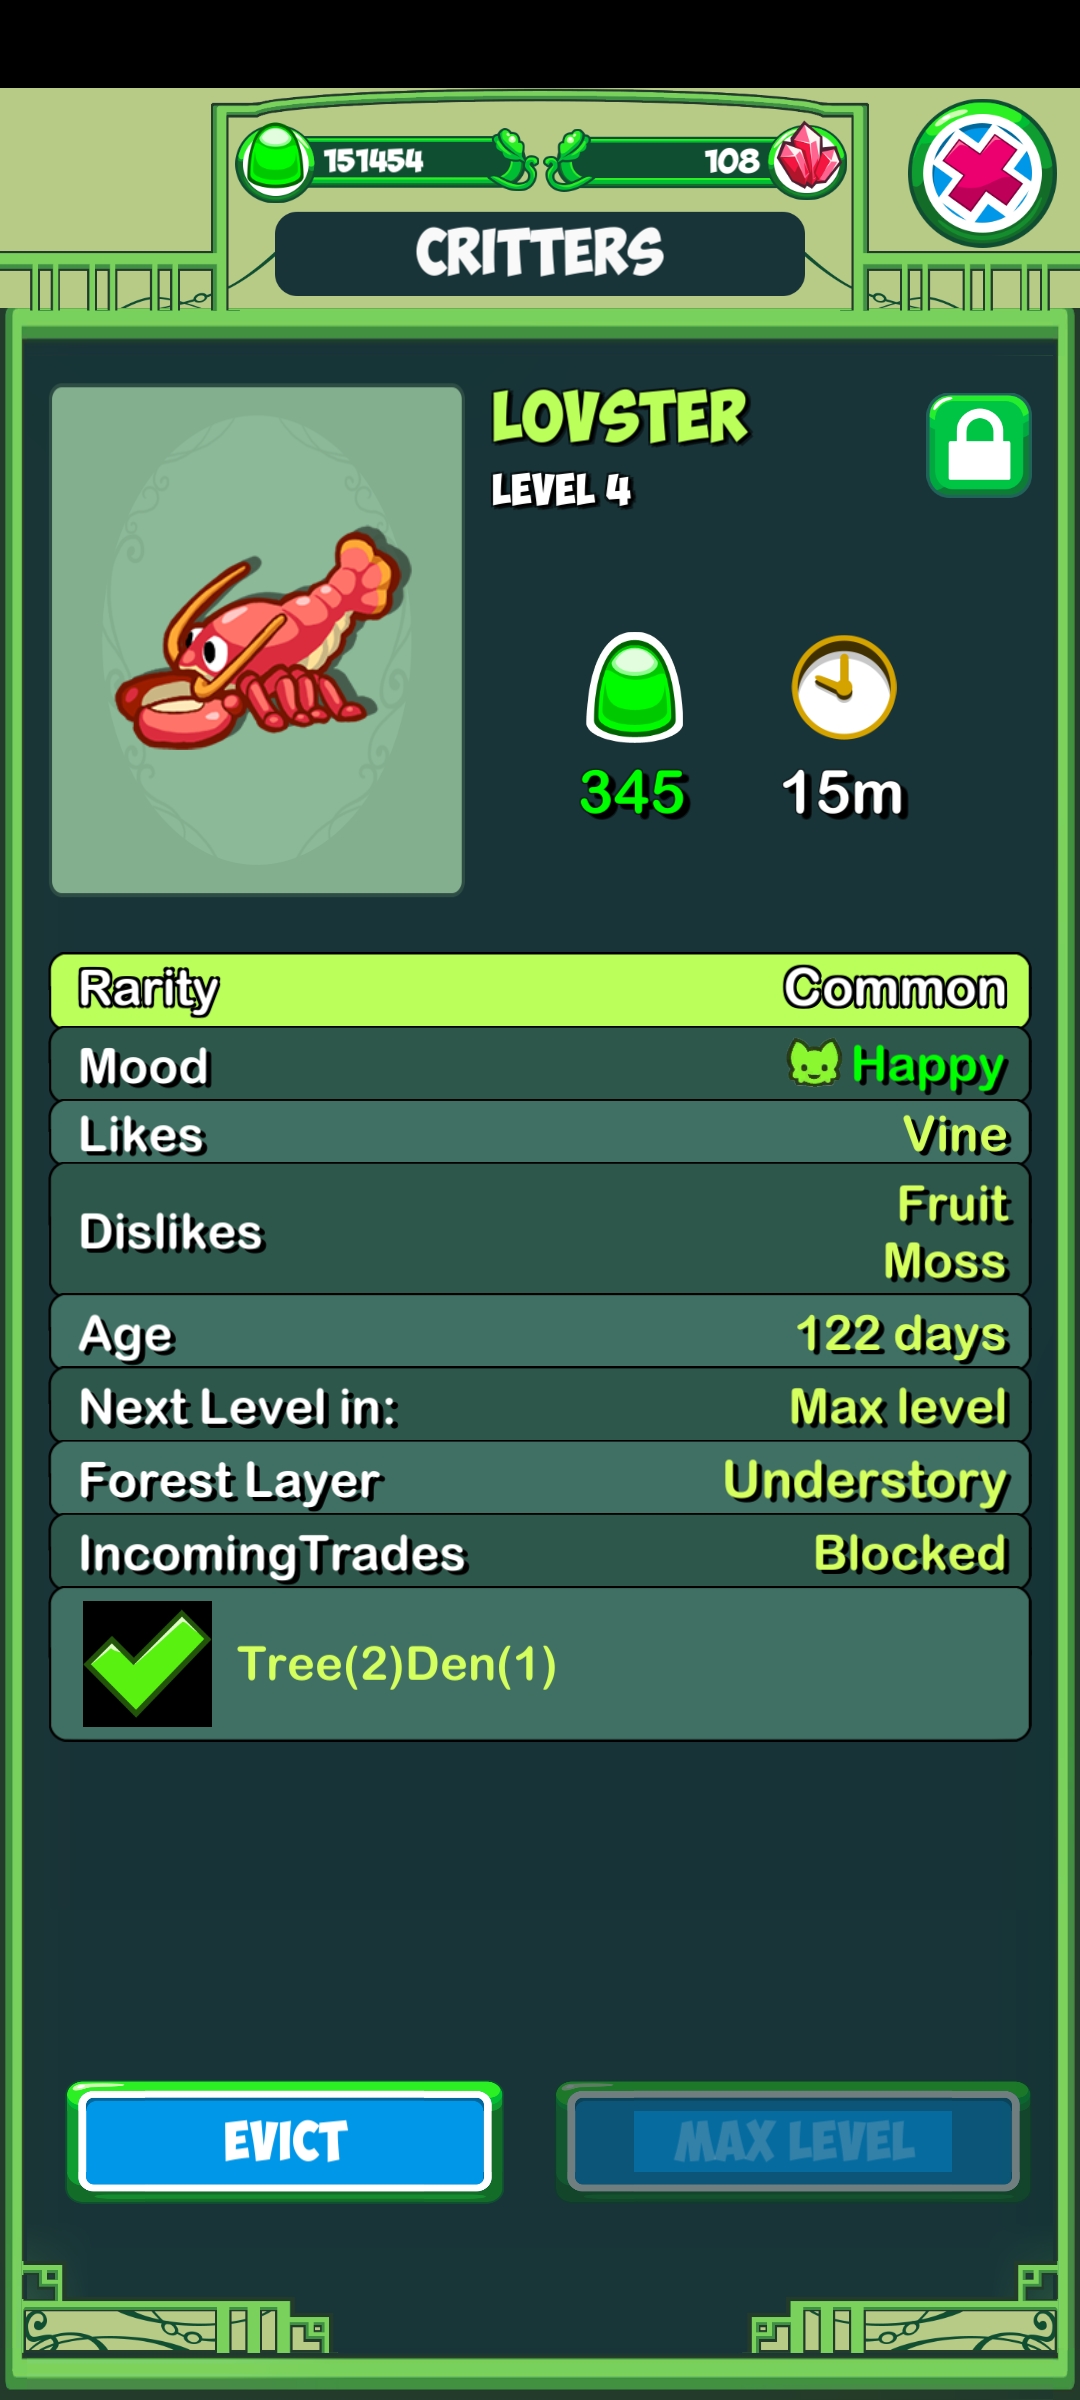 151454
108
CRITTERS
LOVSTER
LEVEL 4
345
15m
Rarity Common
Mood Happy
Likes Vine
Dislikes Fruit
Moss
Age 122 days
Next Level in: Max level
Forest Layer Understory
IncomingTrades Blocked
Tree(2)Den(1)
EVICT
MAX LEVEL